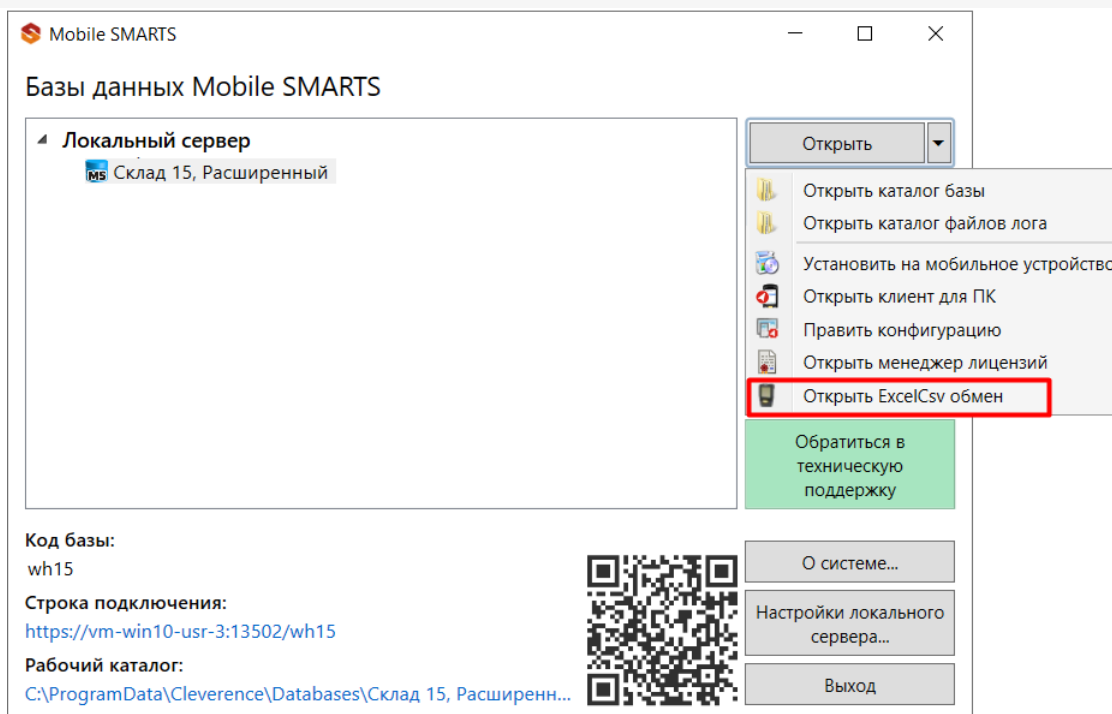 Mobile SMARTS
Базы данных Mobile SMARTS
Локальный сервер
MS Склад 15, Расширенный
Открыть
Открыть каталог базы
Открыть каталог файлов лога
Установить на мобильное устройство
Открыть клиент для ПК
Править конфигурацию
Открыть менеджер лицензий
Открыть ExcelCsv обмен
Обратиться в
техническую
поддержку
Код базы:
wh15
Строка подключения:
https://vm-win10-usr-3:13502/wh15
Рабочий каталог:
C:\ProgramData\Cleverence\Databases\Склад 15, Расширенн...
О системе...
Настройки локального
сервера...
Выход